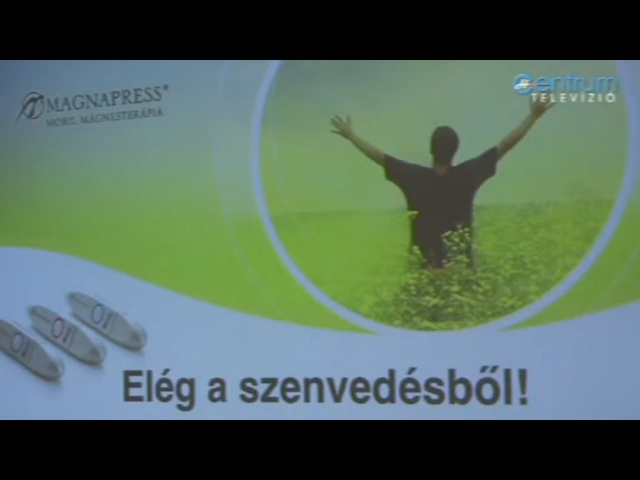 MAGNAPRESS®
MOBIL MÁGNESTERÁPIA
Centrum
TELEVÍZIÓ
Elég a szenvedésből!